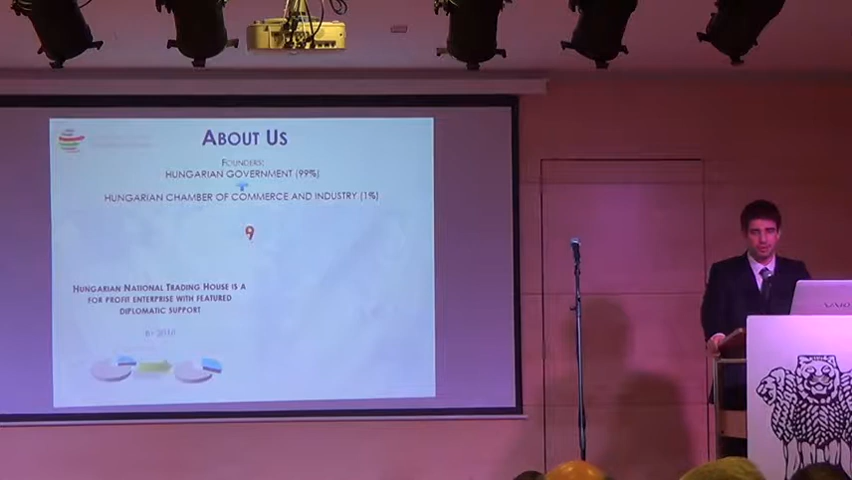 ABOUT US
FOUNDERS:
HUNGARIAN GOVERNMENT (99%)
+
HUNGARIAN CHAMBER OF COMMERCE AND INDUSTRY (1%)
9
HUNGARIAN NATIONAL TRADING HOUSE IS A
FOR PROFIT ENTERPRISE WITH FEATURED
DIPLOMATIC SUPPORT
VAIO